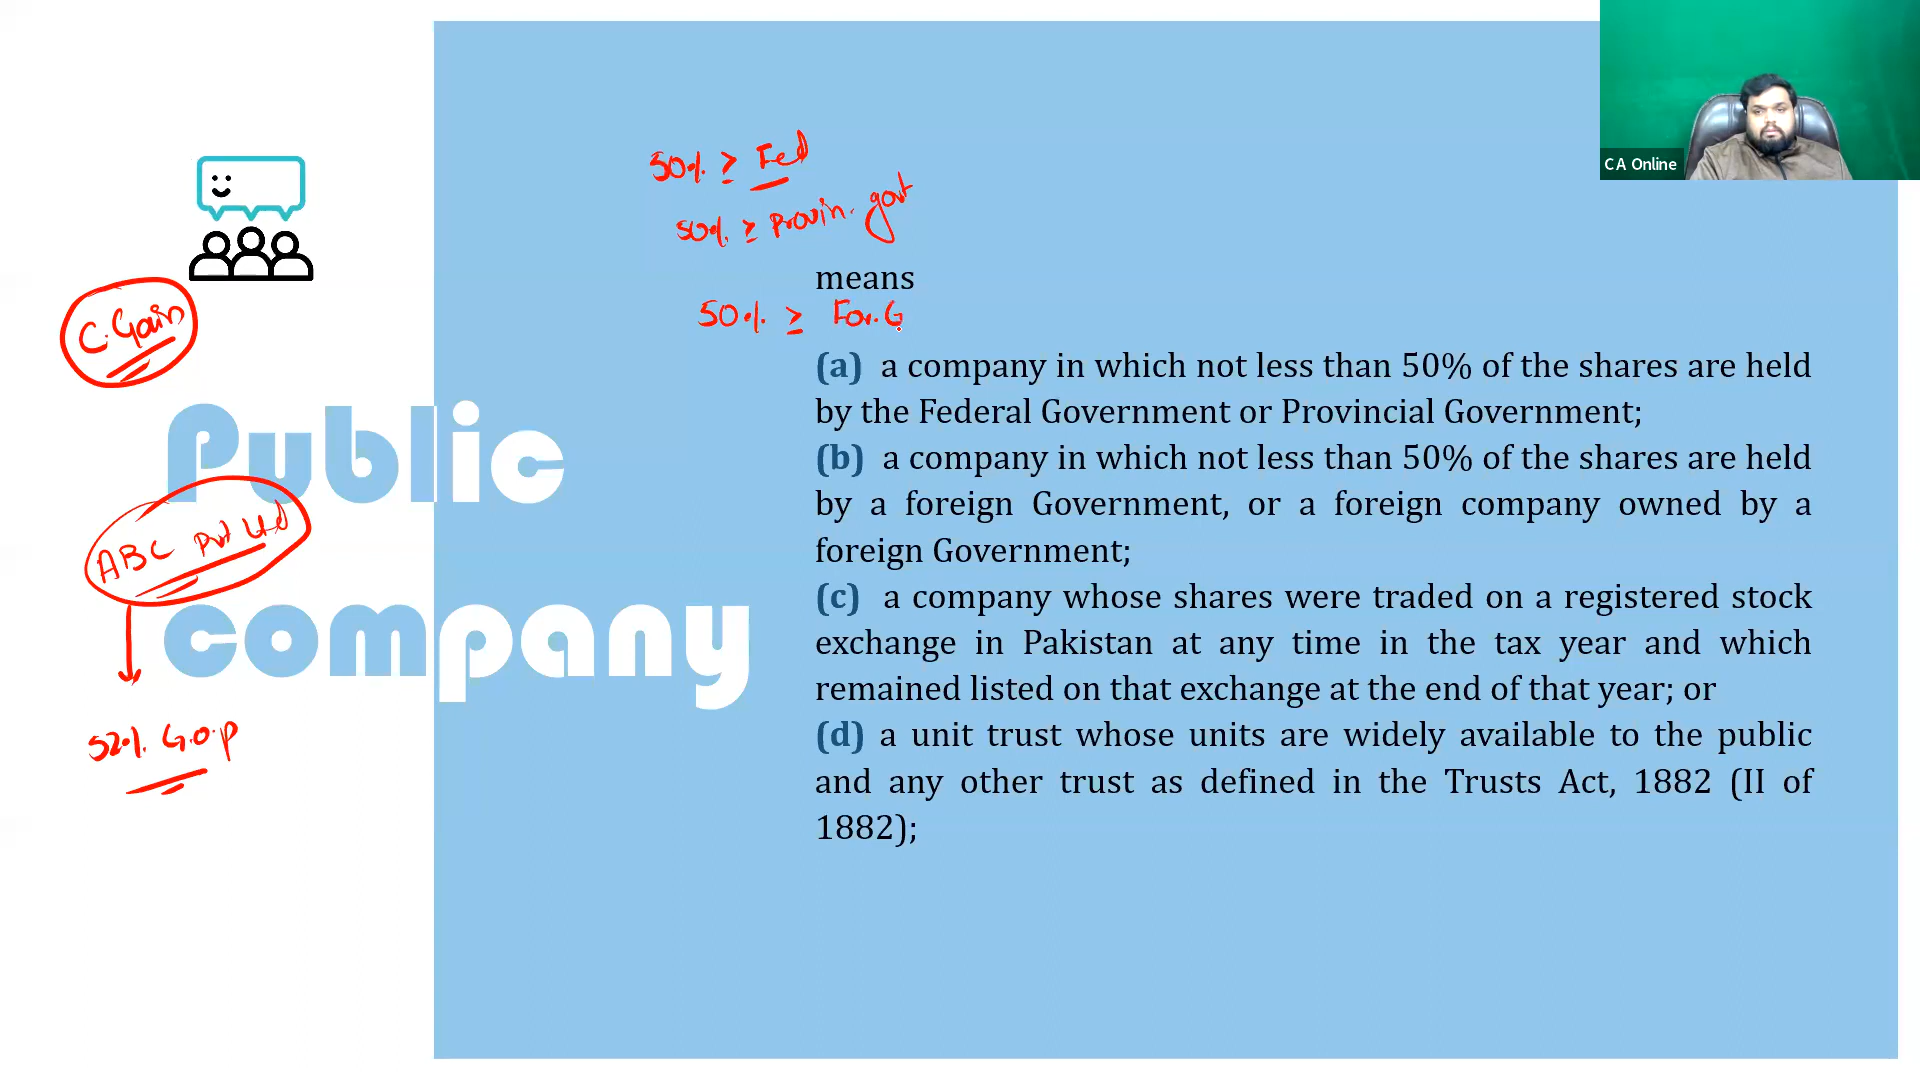 CA Online
50% ≥ Fed
50% ≥ Provin. govt
means
50% ≥ For. G
C. Gain
Public
company
ABC Pvt Ltd
52% G.O.P
(a) a company in which not less than 50% of the shares are held
by the Federal Government or Provincial Government;
(b) a company in which not less than 50% of the shares are held
by a foreign Government, or a foreign company owned by a
foreign Government;
(c) a company whose shares were traded on a registered stock
exchange in Pakistan at any time in the tax year and which
remained listed on that exchange at the end of that year; or
(d) a unit trust whose units are widely available to the public
and any other trust as defined in the Trusts Act, 1882 (II of
1882);